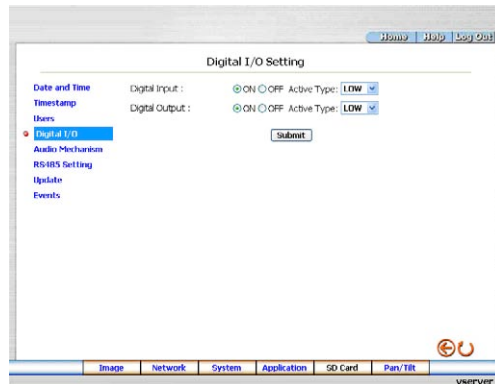 Home Help Log Out
Digital I/O Setting
Date and Time
Timestamp
Users
Digital I/O
Audio Mechanism
RS485 Setting
Update
Events
Digital Input : ON OFF Active Type: LOW
Digital Output : ON OFF Active Type: LOW
Submit
Image Network System Application SD Card Pan/Tilt
vserver